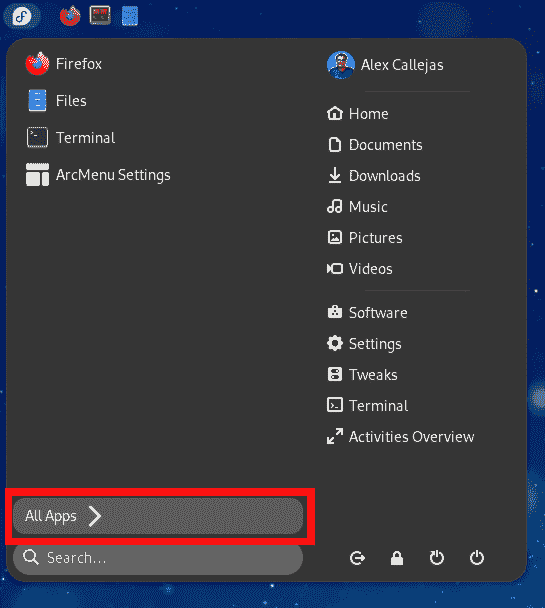 Firefox
Files
Terminal
ArcMenu Settings
All Apps
Search...
Alex Callejas
Home
Documents
Downloads
Music
Pictures
Videos
Software
Settings
Tweaks
Terminal
Activities Overview